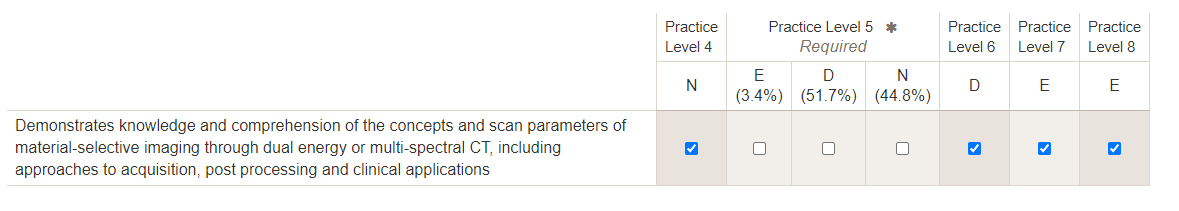 Practice Level 4
Practice Level 5 ✱
Required
Practice Level 6
Practice Level 7
Practice Level 8
N
E (3.4%)
D (51.7%)
N (44.8%)
D
E
E
Demonstrates knowledge and comprehension of the concepts and scan parameters of
material-selective imaging through dual energy or multi-spectral CT, including
approaches to acquisition, post processing and clinical applications